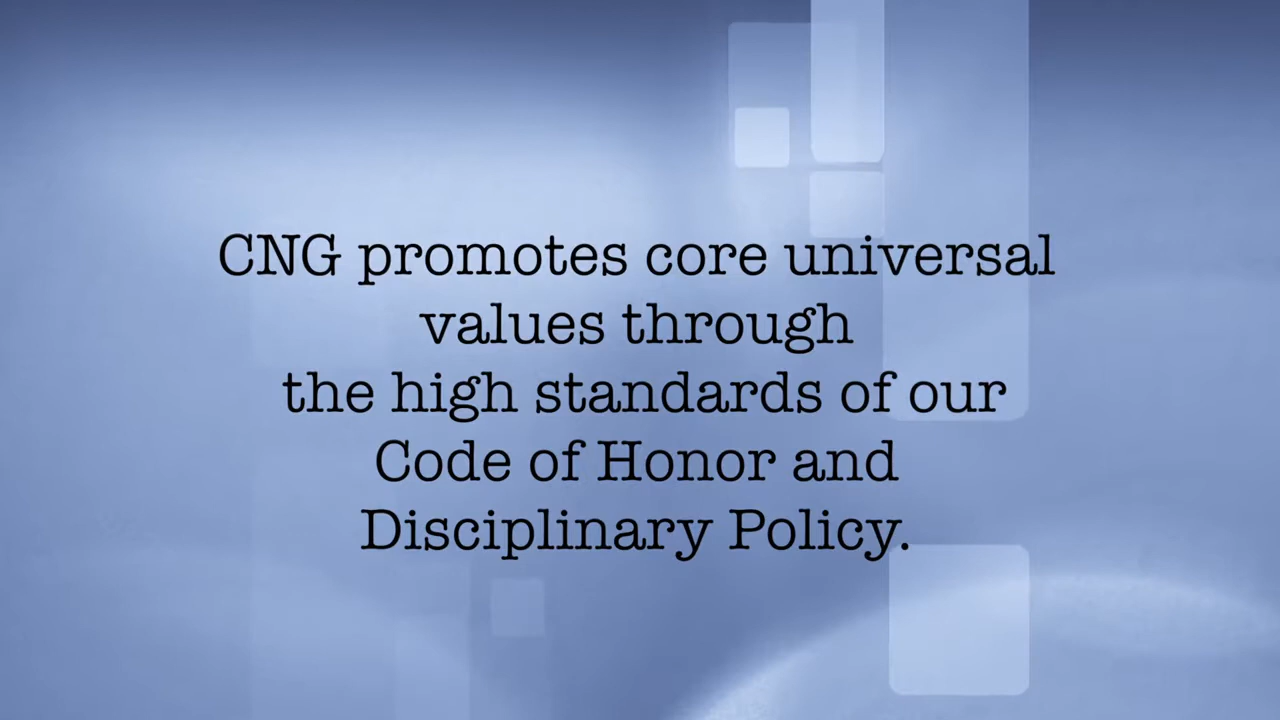 CNG promotes core universal
values through
the high standards of our
Code of Honor and
Disciplinary Policy.